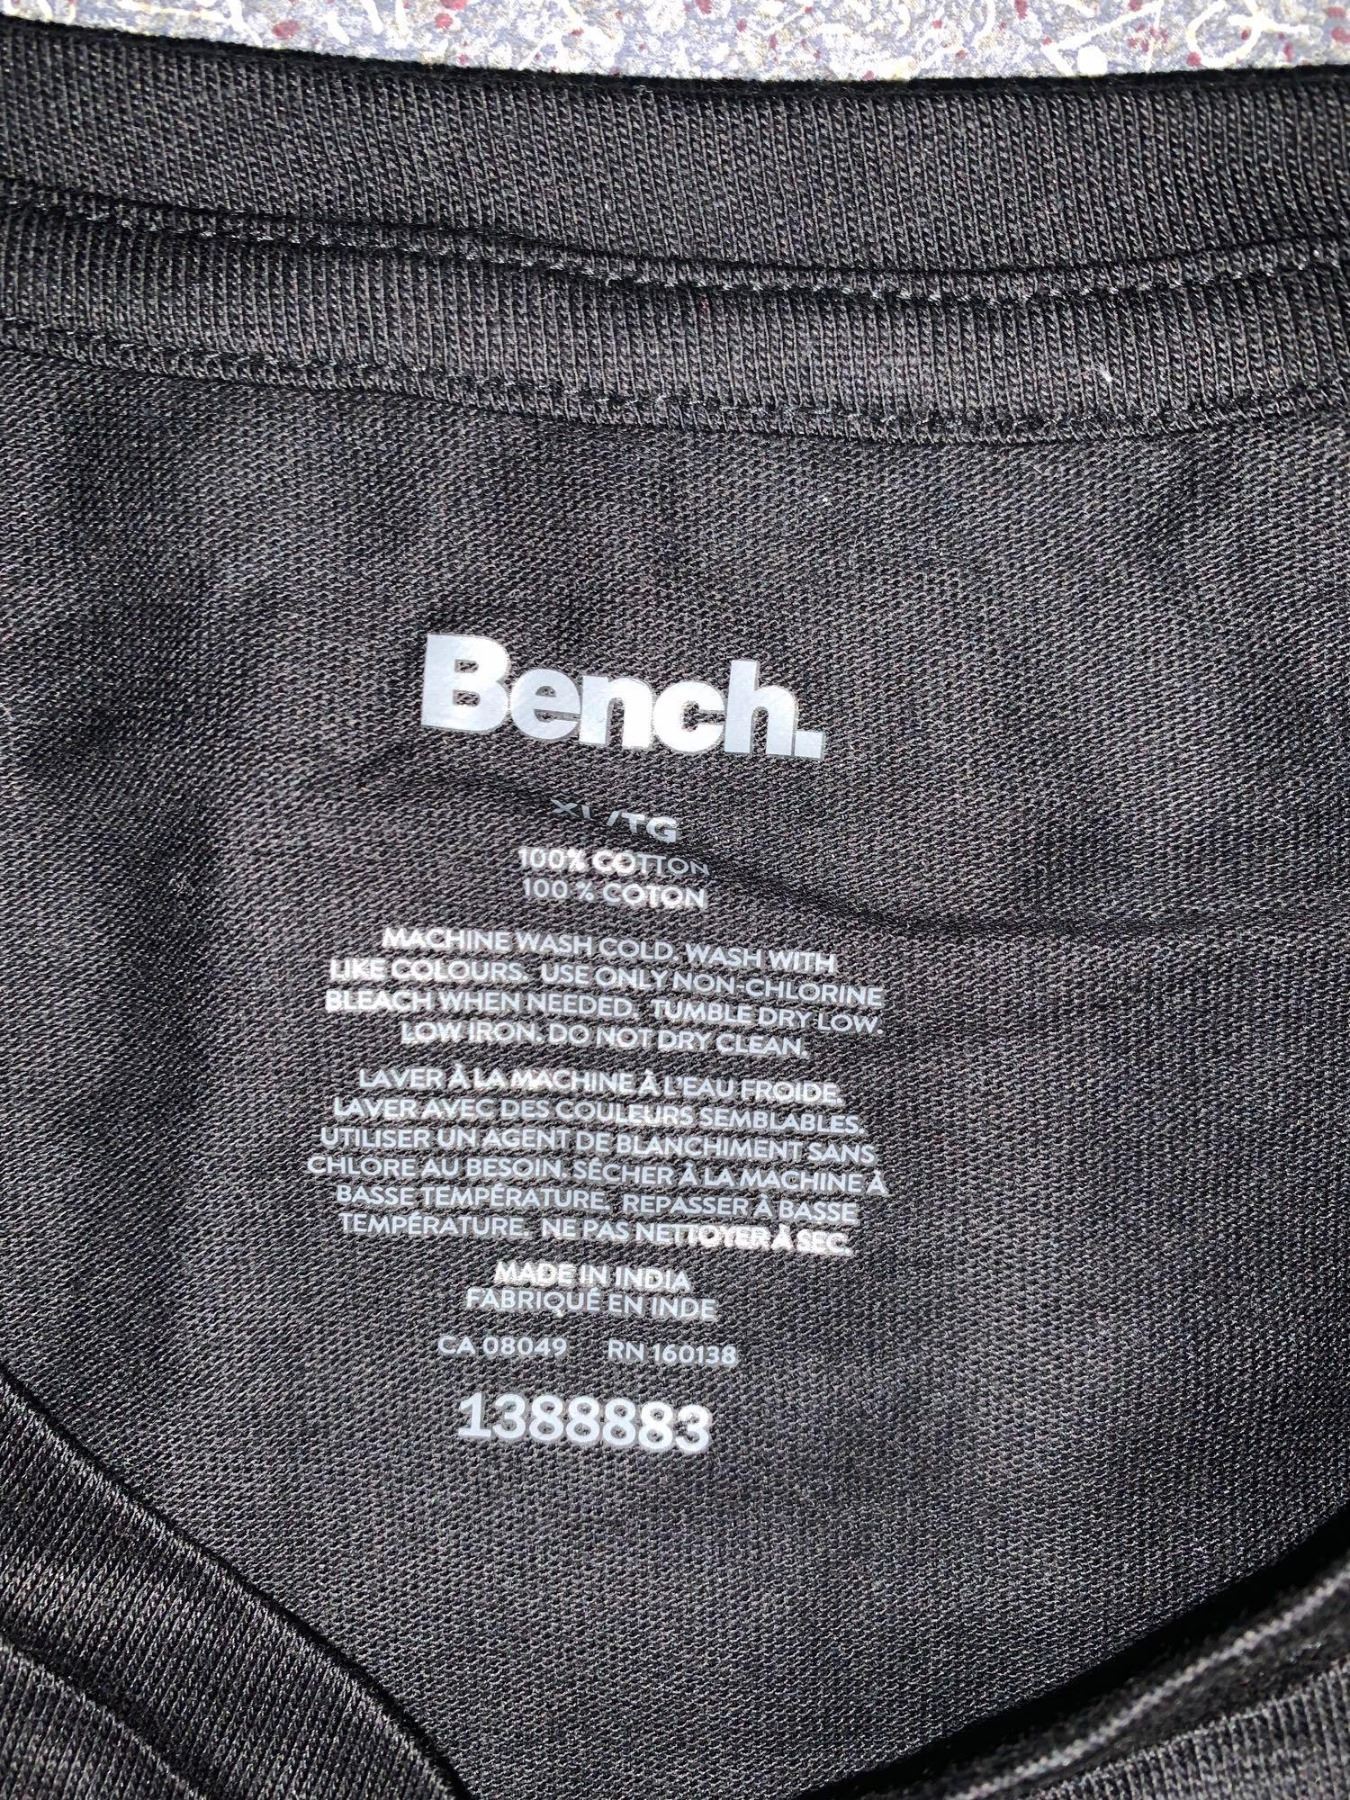 Bench.
XL/TG
100% COTTON
100 % COTON
MACHINE WASH COLD. WASH WITH
LIKE COLOURS. USE ONLY NON-CHLORINE
BLEACH WHEN NEEDED. TUMBLE DRY LOW.
LOW IRON. DO NOT DRY CLEAN.
LAVER À LA MACHINE À L'EAU FROIDE.
LAVER AVEC DES COULEURS SEMBLABLES.
UTILISER UN AGENT DE BLANCHIMENT SANS
CHLORE AU BESOIN. SÉCHER À LA MACHINE À
BASSE TEMPÉRATURE. REPASSER À BASSE
TEMPÉRATURE. NE PAS NETTOYER À SEC.
MADE IN INDIA
FABRIQUÉ EN INDE
CA 08049 RN 160138
1388883